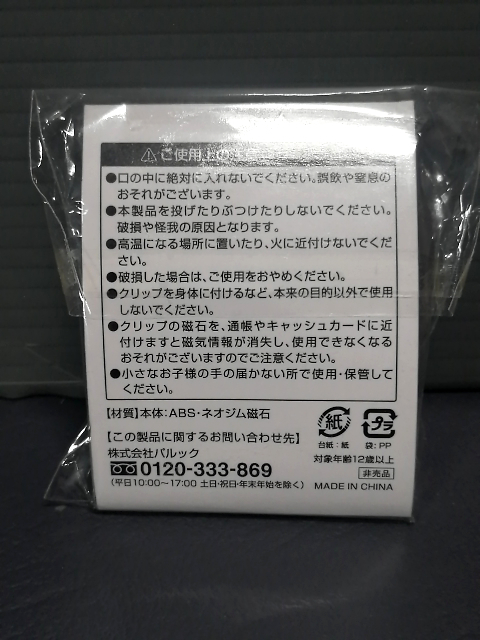 ⚠ご使用上の
●口の中に絶対に入れないでください。誤飲や窒息の
おそれがございます。
●本製品を投げたりぶつけたりしないでください。
破損や怪我の原因となります。
●高温になる場所に置いたり、火に近付けないでくだ
さい。
●破損した場合は、ご使用をおやめください。
●クリップを身体に付けるなど、本来の目的以外で使用
しないでください。
●クリップの磁石を、通帳やキャッシュカードに近
付けますと磁気情報が消失し、使用できなくなる
おそれがございますのでご注意ください。
●小さなお子様の手の届かない所で使用・保管して
ください。
【材質】本体:ABS・ネオジム磁石
【この製品に関するお問い合わせ先】
株式会社パルック
0120-333-869
(平日10:00〜17:00 土日・祝日・年末年始を除く)
紙
台紙:紙
プラ
袋:PP
対象年齢12歳以上
非売品
MADE IN CHINA